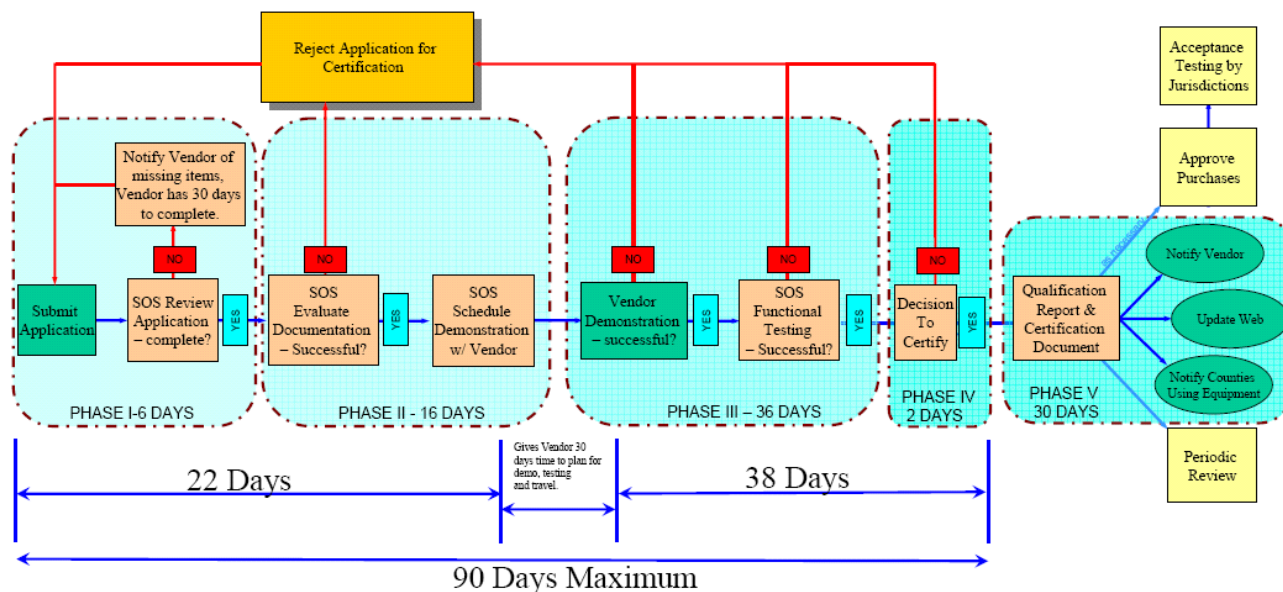 Reject Application for
Certification
Acceptance
Testing by
Jurisdictions
Notify Vendor of
missing items,
Vendor has 30 days
to complete.
Approve
Purchases
NO
NO
NO
NO
NO
Submit
Application
SOS Review
Application
– complete?
YES
SOS
Evaluate
Documentation
– Successful?
YES
SOS
Schedule
Demonstration
w/ Vendor
Vendor
Demonstration
– successful?
YES
SOS
Functional
Testing
– Successful?
YES
Decision
To
Certify
YES
Qualification
Report &
Certification
Document
Notify Vendor
Update Web
Notify Counties
Using Equipment
PHASE I-6 DAYS
PHASE II - 16 DAYS
PHASE III – 36 DAYS
PHASE IV
2 DAYS
PHASE V
30 DAYS
Periodic
Review
22 Days
Gives Vendor 30
days time to plan for
demo, testing
and travel.
38 Days
90 Days Maximum